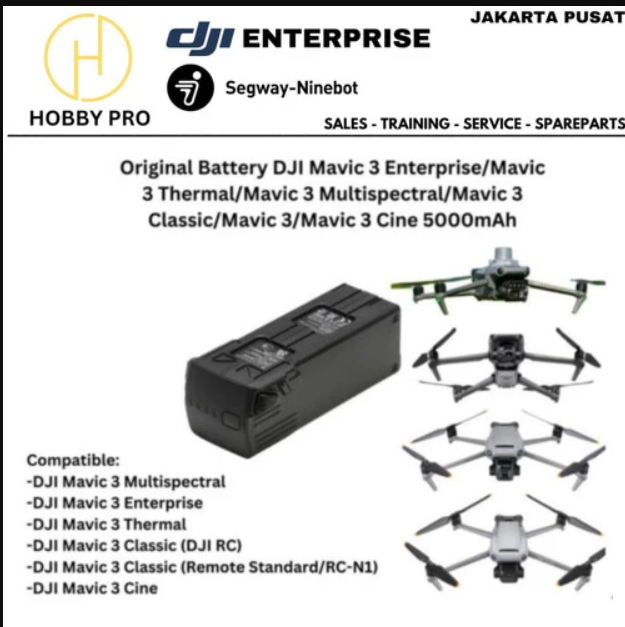 JAKARTA PUSAT
dji ENTERPRISE
Segway-Ninebot
HOBBY PRO
SALES - TRAINING - SERVICE - SPAREPARTS
Original Battery DJI Mavic 3 Enterprise/Mavic
3 Thermal/Mavic 3 Multispectral/Mavic 3
Classic/Mavic 3/Mavic 3 Cine 5000mAh
Compatible:
-DJI Mavic 3 Multispectral
-DJI Mavic 3 Enterprise
-DJI Mavic 3 Thermal
-DJI Mavic 3 Classic (DJI RC)
-DJI Mavic 3 Classic (Remote Standard/RC-N1)
-DJI Mavic 3 Cine